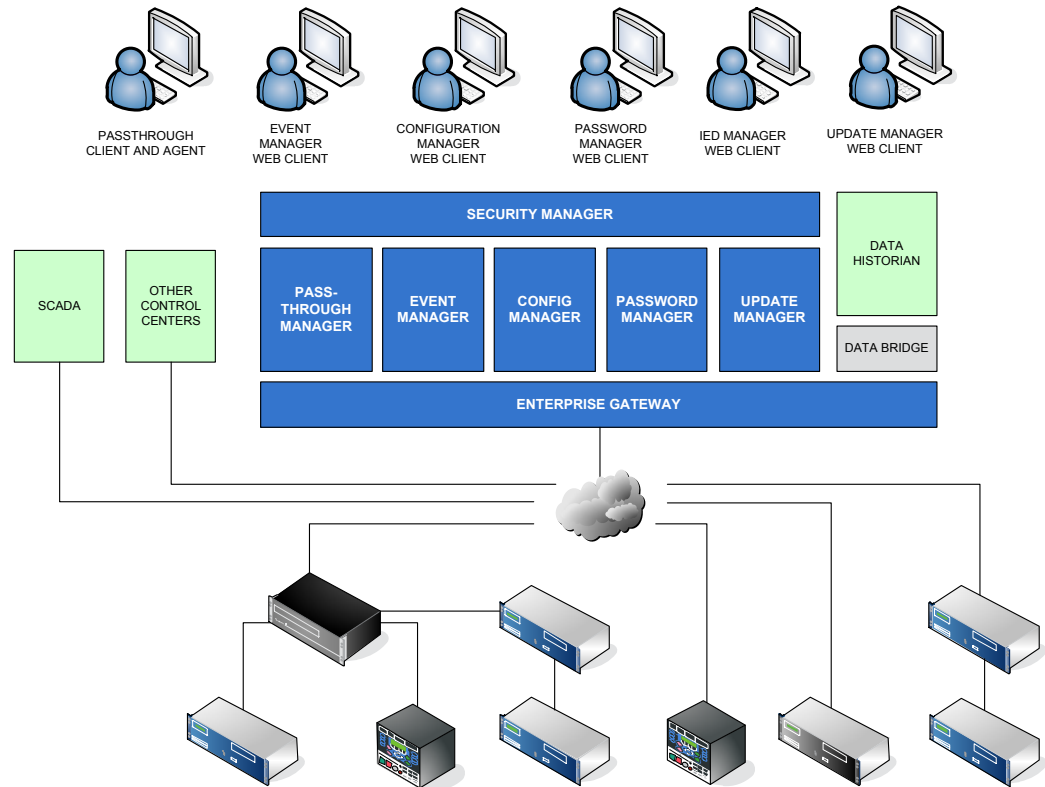 PASSTHROUGH
CLIENT AND AGENT
EVENT
MANAGER
WEB CLIENT
CONFIGURATION
MANAGER
WEB CLIENT
PASSWORD
MANAGER
WEB CLIENT
IED MANAGER
WEB CLIENT
UPDATE MANAGER
WEB CLIENT
SECURITY MANAGER
DATA
HISTORIAN
SCADA
OTHER
CONTROL
CENTERS
PASS-
THROUGH
MANAGER
EVENT
MANAGER
CONFIG
MANAGER
PASSWORD
MANAGER
UPDATE
MANAGER
DATA BRIDGE
ENTERPRISE GATEWAY